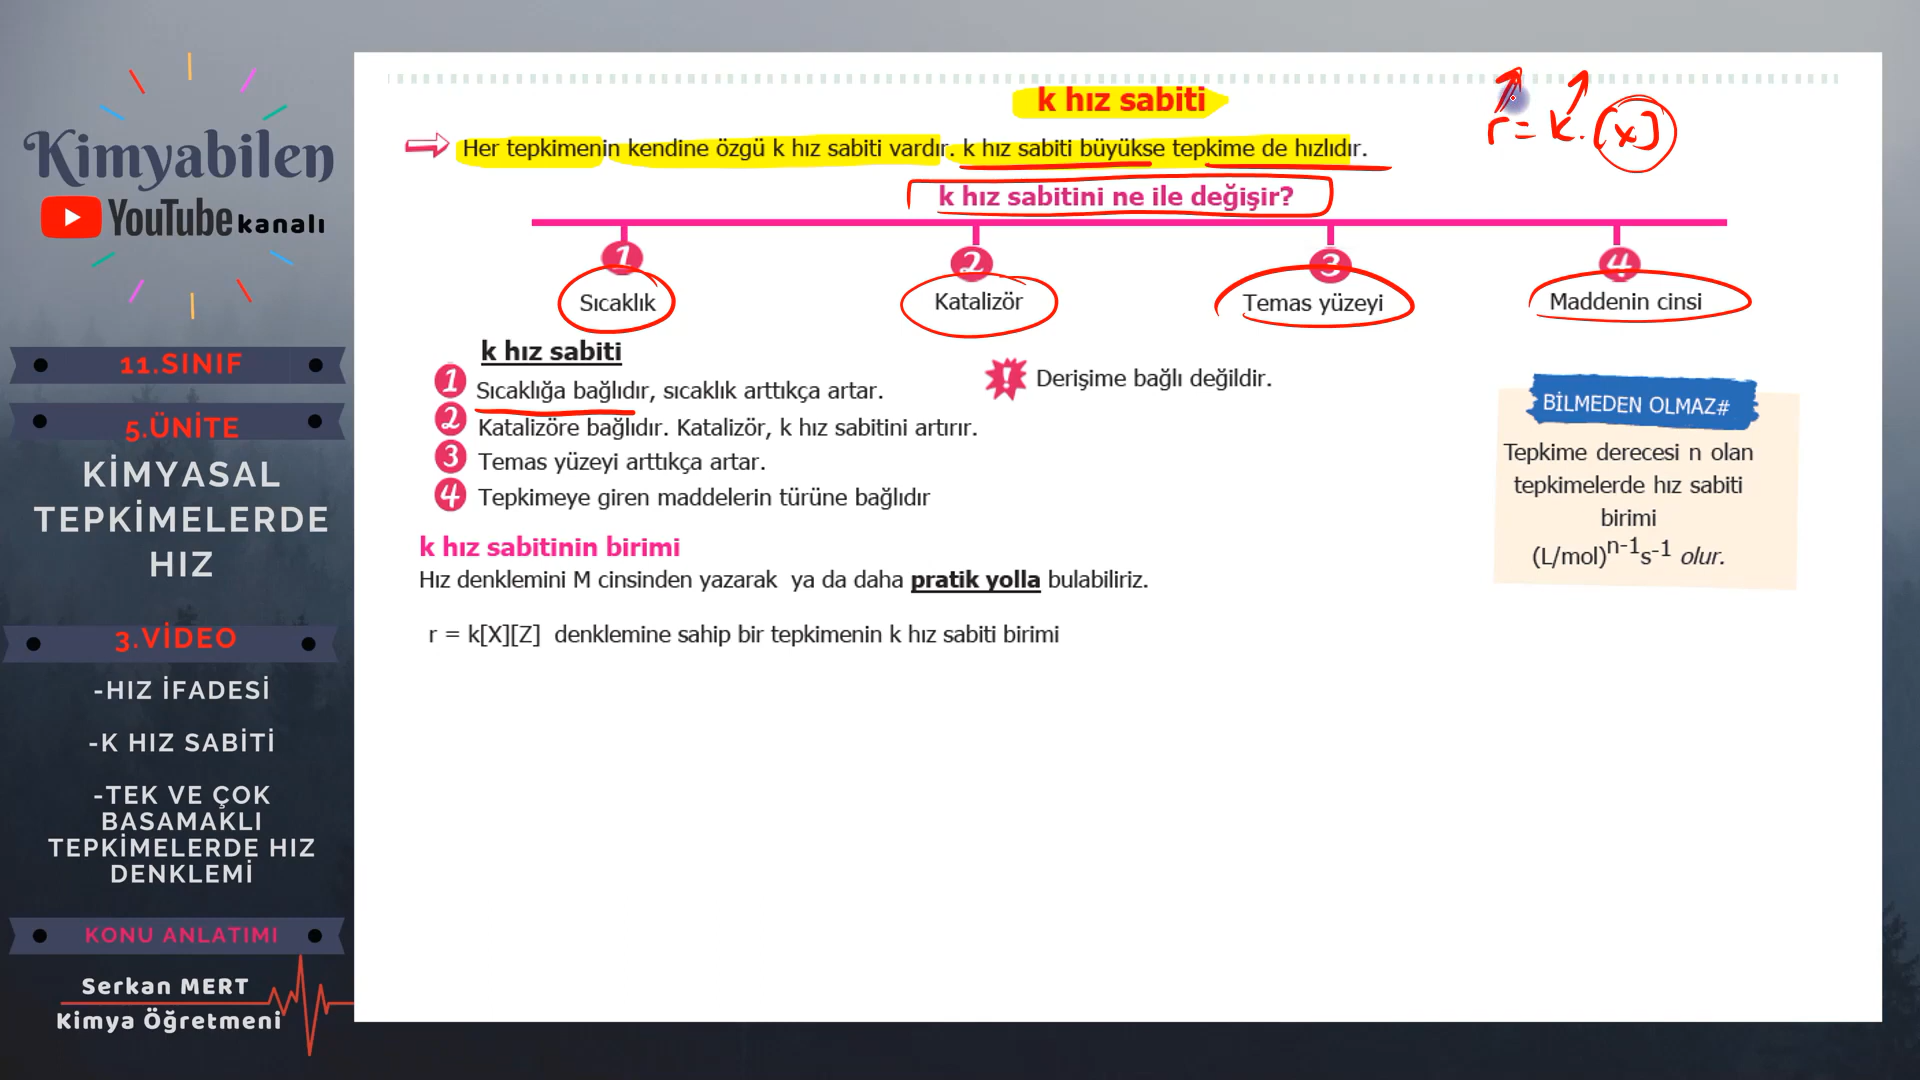 Kimyabilen
YouTube kanalı
11.SINIF
5.ÜNİTE
KİMYASAL
TEPKİMELERDE
HIZ
3.VİDEO
-HIZ İFADESİ
-K HIZ SABİTİ
-TEK VE ÇOK
BASAMAKLI
TEPKİMELERDE HIZ
DENKLEMİ
KONU ANLATIMI
Serkan MERT
Kimya Öğretmeni
k hız sabiti
r = k.[x]
Her tepkimenin kendine özgü k hız sabiti vardır. k hız sabiti büyükse tepkime de hızlıdır.
k hız sabitini ne ile değişir?
1 2 3 4
Sıcaklık Katalizör Temas yüzeyi Maddenin cinsi
k hız sabiti
1 Sıcaklığa bağlıdır, sıcaklık arttıkça artar.
2 Katalizöre bağlıdır. Katalizör, k hız sabitini artırır.
3 Temas yüzeyi arttıkça artar.
4 Tepkimeye giren maddelerin türüne bağlıdır
! Derişime bağlı değildir.
BİLMEDEN OLMAZ#
Tepkime derecesi n olan
tepkimelerde hız sabiti
birimi
(L/mol)ⁿ⁻¹s⁻¹ olur.
k hız sabitinin birimi
Hız denklemini M cinsinden yazarak ya da daha pratik yolla bulabiliriz.
r = k[X][Z] denklemine sahip bir tepkimenin k hız sabiti birimi